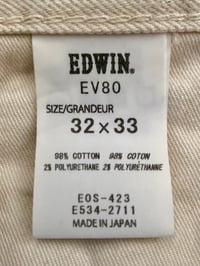 EDWIN.
EV80
SIZE/GRANDEUR
32×33
98% COTTON 98% COTON
2% POLYURETHANE 2% POLYURÉTHANNE
EOS-423
E534-2711
MADE IN JAPAN